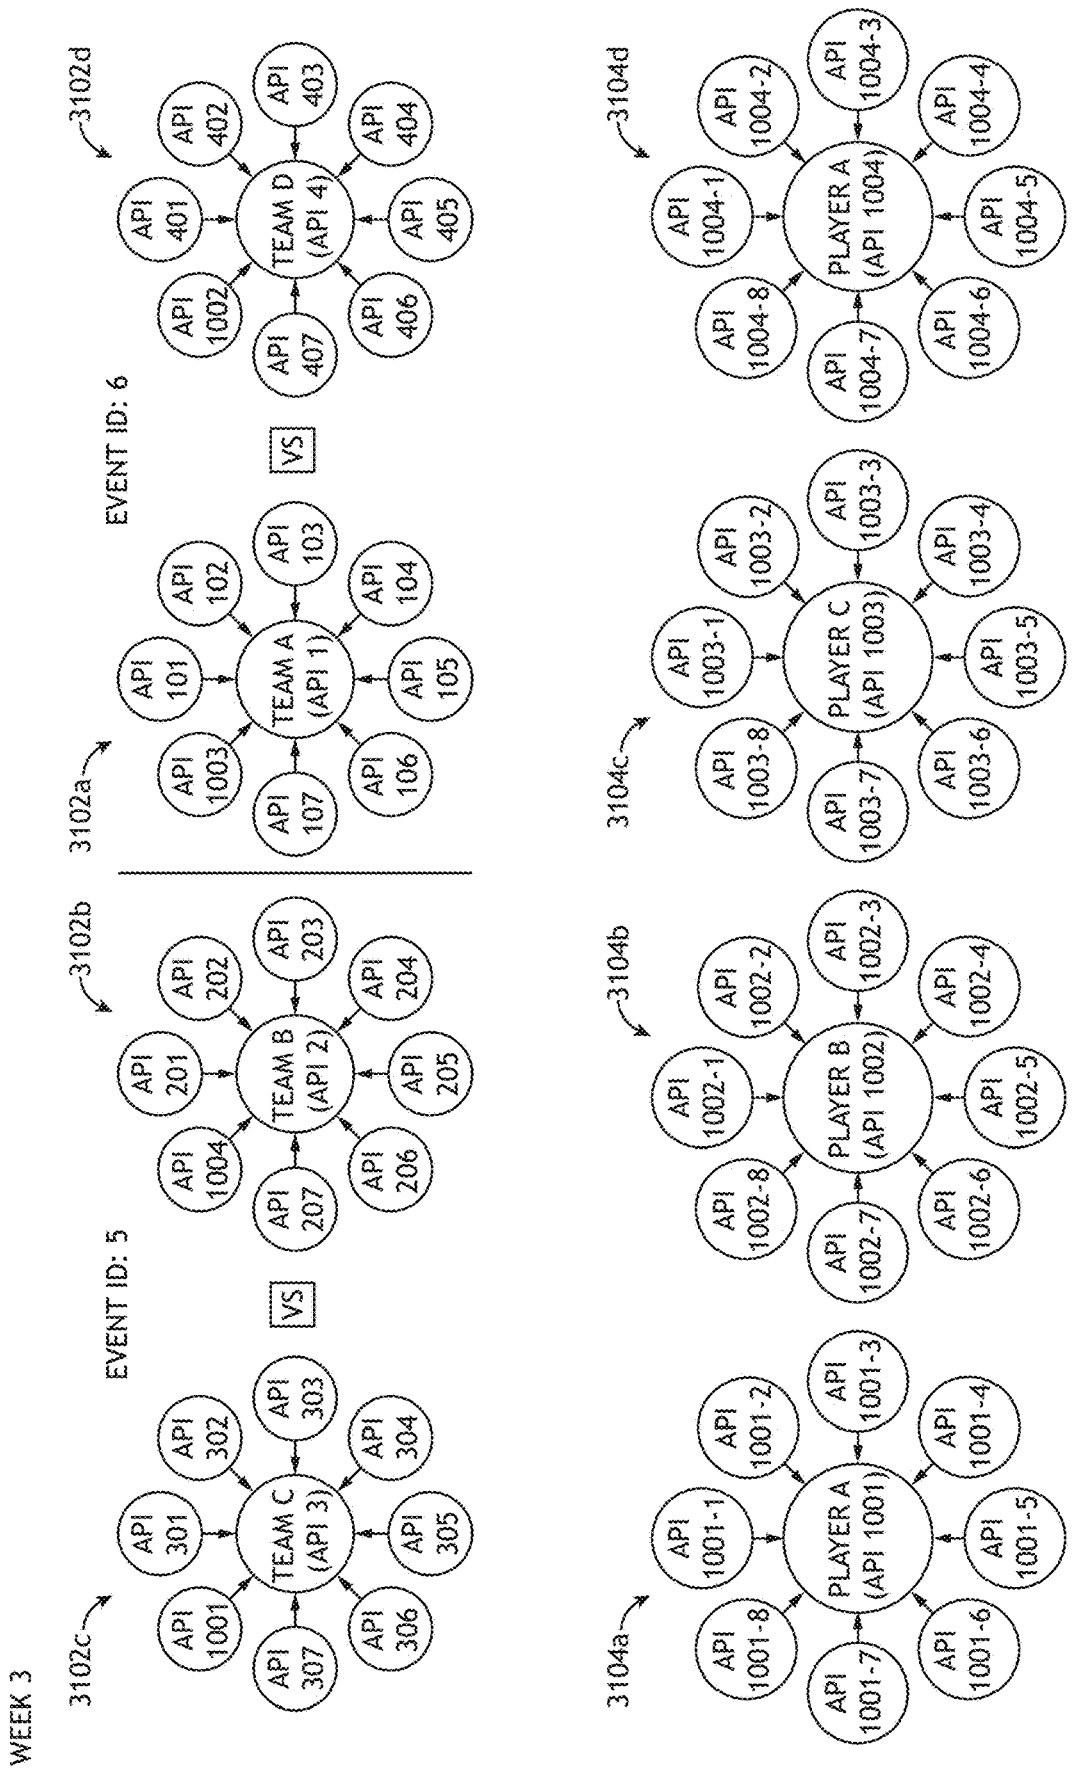 WEEK 3
EVENT ID: 5
EVENT ID: 6
3102c
API
301
API
302
API
303
API
304
API
305
API
306
API
307
API
1001
TEAM C
(API 3)
VS
3102b
API
201
API
202
API
203
API
204
API
205
API
206
API
207
API
1004
TEAM B
(API 2)
3102a
API
101
API
102
API
103
API
104
API
105
API
106
API
107
API
1003
TEAM A
(API 1)
VS
3102d
API
401
API
402
API
403
API
404
API
405
API
406
API
407
API
1002
TEAM D
(API 4)
3104a
API
1001-1
API
1001-2
API
1001-3
API
1001-4
API
1001-5
API
1001-6
API
1001-7
API
1001-8
PLAYER A
(API 1001)
3104b
API
1002-1
API
1002-2
API
1002-3
API
1002-4
API
1002-5
API
1002-6
API
1002-7
API
1002-8
PLAYER B
(API 1002)
3104c
API
1003-1
API
1003-2
API
1003-3
API
1003-4
API
1003-5
API
1003-6
API
1003-7
API
1003-8
PLAYER C
(API 1003)
3104d
API
1004-1
API
1004-2
API
1004-3
API
1004-4
API
1004-5
API
1004-6
API
1004-7
API
1004-8
PLAYER A
(API 1004)